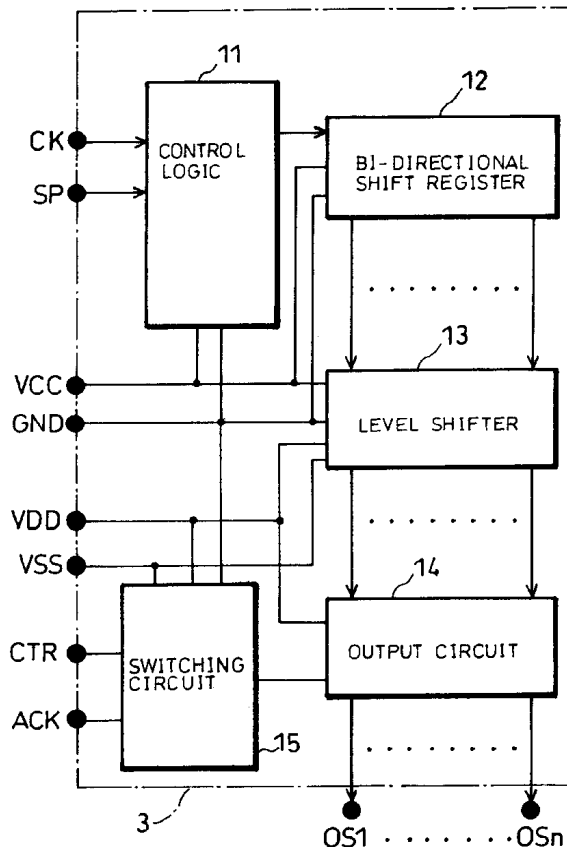 11
12
CK
SP
CONTROL
LOGIC
BI-DIRECTIONAL
SHIFT REGISTER
13
VCC
GND
LEVEL SHIFTER
VDD
VSS
14
CTR
ACK
SWITCHING
CIRCUIT
OUTPUT CIRCUIT
15
3
OS1 . . . . . . . OSn